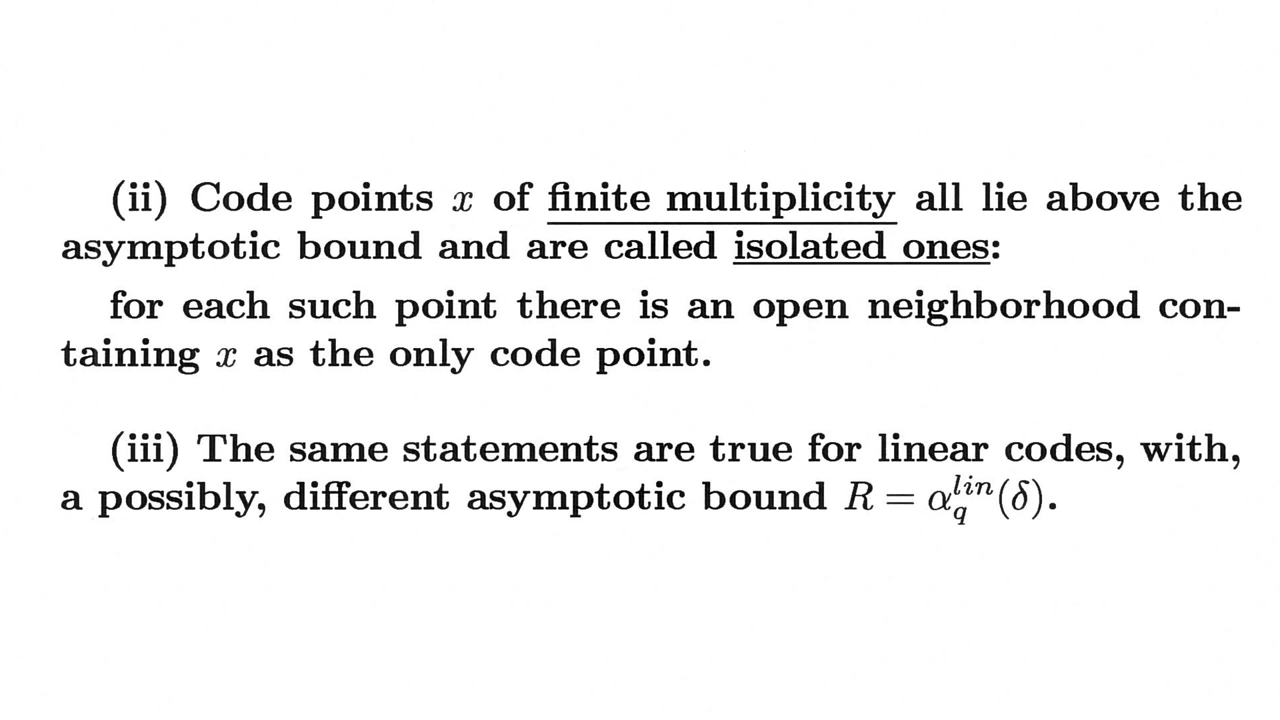 (ii) Code points x of finite multiplicity all lie above the
asymptotic bound and are called isolated ones:
for each such point there is an open neighborhood con-
taining x as the only code point.
(iii) The same statements are true for linear codes, with,
a possibly, different asymptotic bound R = α_q^{lin}(δ).